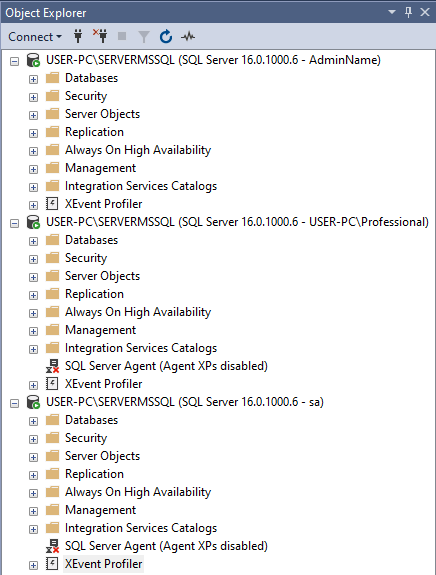 Object Explorer
Connect
USER-PC\SERVERMSSQL (SQL Server 16.0.1000.6 - AdminName)
Databases
Security
Server Objects
Replication
Always On High Availability
Management
Integration Services Catalogs
XEvent Profiler
USER-PC\SERVERMSSQL (SQL Server 16.0.1000.6 - USER-PC\Professional)
Databases
Security
Server Objects
Replication
Always On High Availability
Management
Integration Services Catalogs
SQL Server Agent (Agent XPs disabled)
XEvent Profiler
USER-PC\SERVERMSSQL (SQL Server 16.0.1000.6 - sa)
Databases
Security
Server Objects
Replication
Always On High Availability
Management
Integration Services Catalogs
SQL Server Agent (Agent XPs disabled)
XEvent Profiler